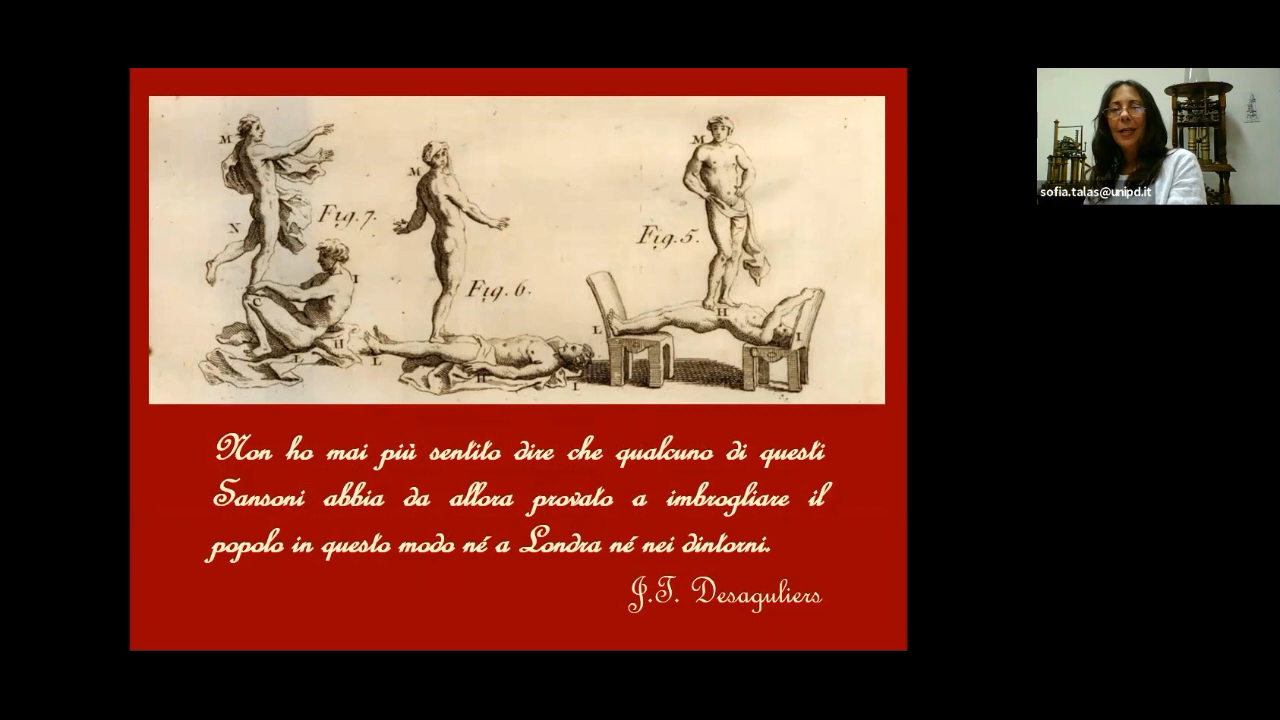 M
N
Fig. 7.
I
C
H
L
M
Fig. 6.
L
H
I
M
Fig. 5.
L
H
I
Non ho mai più sentito dire che qualcuno di questi
Sansoni abbia da allora provato a imbrogliare il
popolo in questo modo né a Londra né nei dintorni.
J.T. Desaguliers
sofia.talas@unipd.it